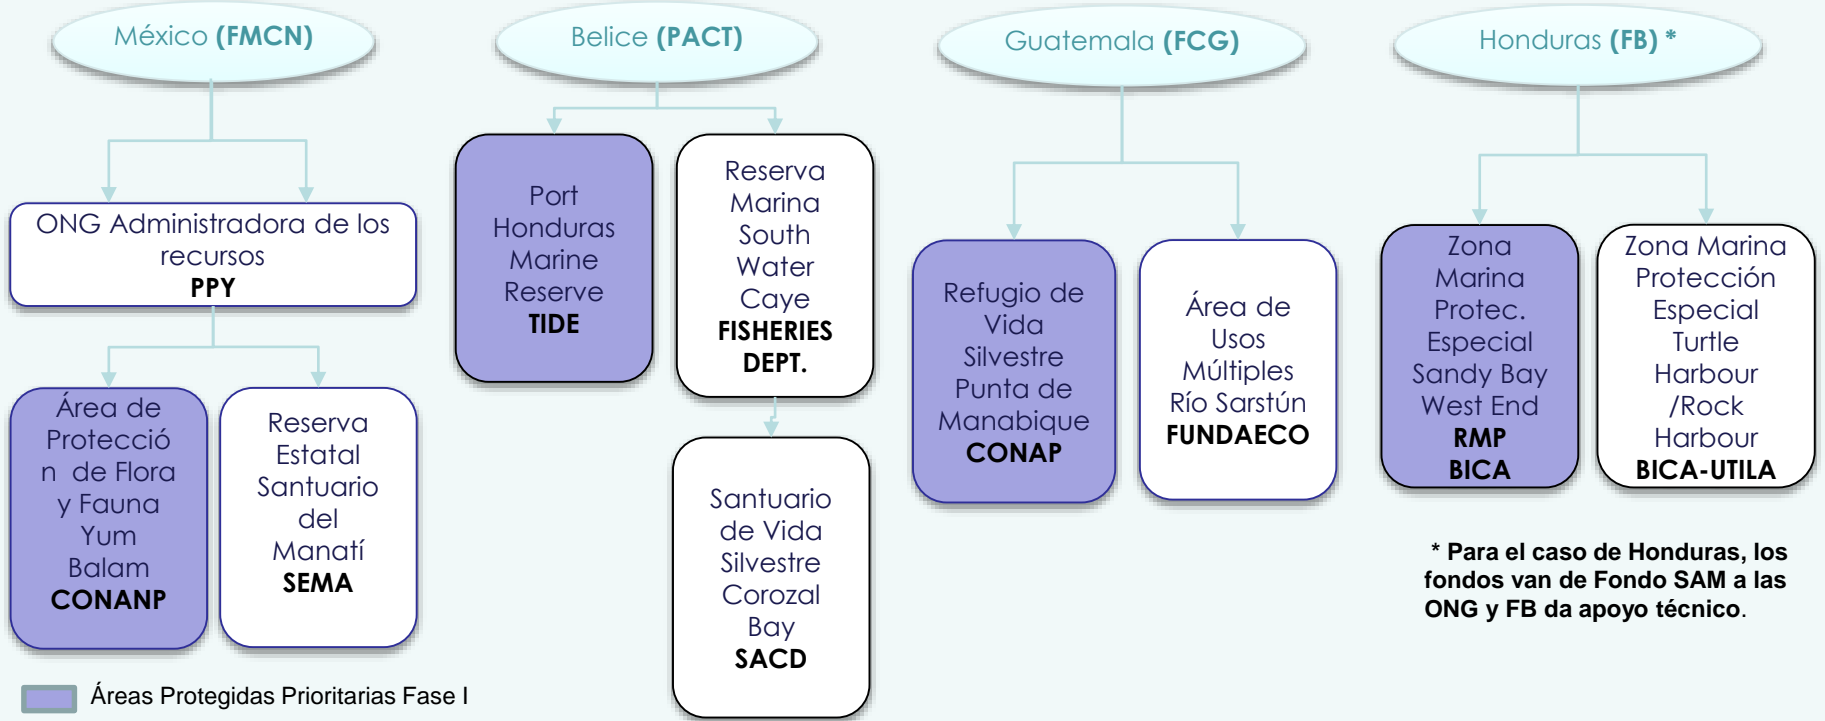 México (FMCN)
ONG Administradora de los
recursos
PPY
Área de
Protecció
n de Flora
y Fauna
Yum
Balam
CONANP
Reserva
Estatal
Santuario
del
Manatí
SEMA
Belice (PACT)
Port
Honduras
Marine
Reserve
TIDE
Reserva
Marina
South
Water
Caye
FISHERIES
DEPT.
Santuario
de Vida
Silvestre
Corozal
Bay
SACD
Guatemala (FCG)
Refugio de
Vida
Silvestre
Punta de
Manabique
CONAP
Área de
Usos
Múltiples
Río Sarstún
FUNDAECO
Honduras (FB) *
Zona
Marina
Protec.
Especial
Sandy Bay
West End
RMP
BICA
Zona Marina
Protección
Especial
Turtle
Harbour
/Rock
Harbour
BICA-UTILA
* Para el caso de Honduras, los
fondos van de Fondo SAM a las
ONG y FB da apoyo técnico.
Áreas Protegidas Prioritarias Fase I